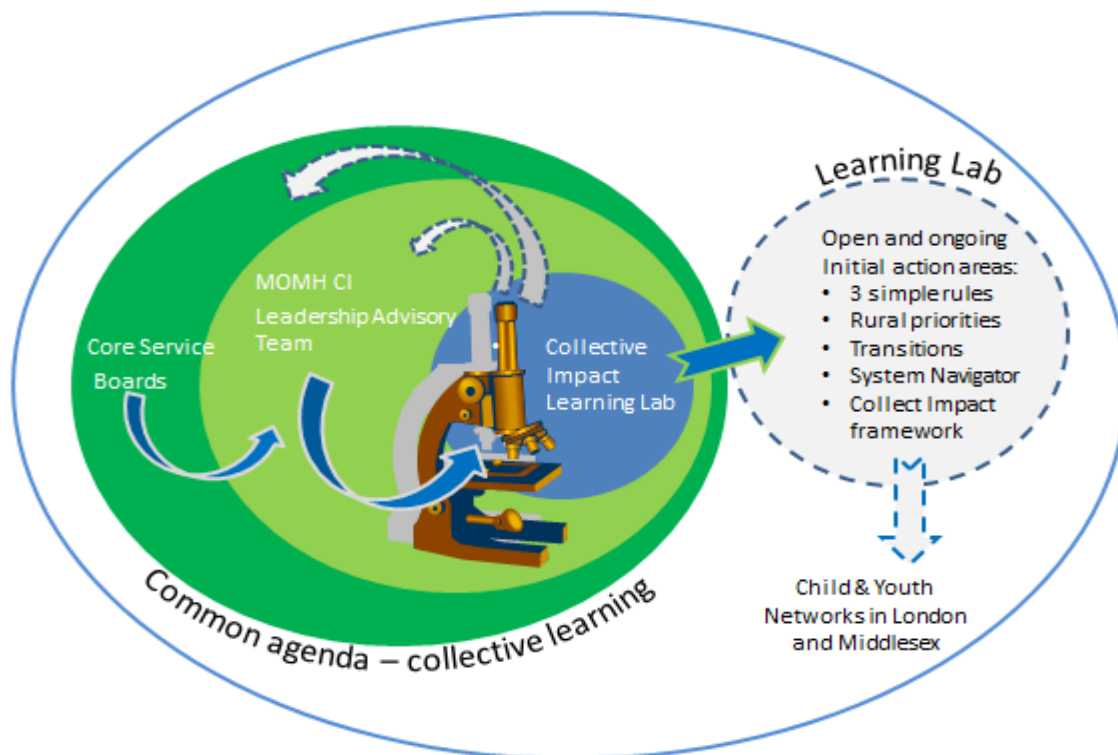 Learning Lab
Open and ongoing
Initial action areas:
• 3 simple rules
• Rural priorities
• Transitions
• System Navigator
• Collect Impact
framework
MOMH CI
Leadership Advisory
Team
Core Service
Boards
•
Collective
Impact
Learning Lab
Common agenda – collective learning
Child & Youth
Networks in London
and Middlesex